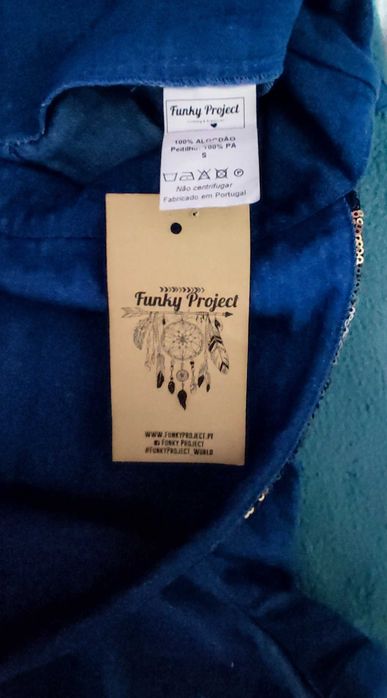 Funky Project
100% ALGODÃO
Peitilho: 100% PA
S
Não centrifugar
Fabricado em Portugal
Funky Project
www.funkyproject.pt
Funky Project
#funkyproject_world